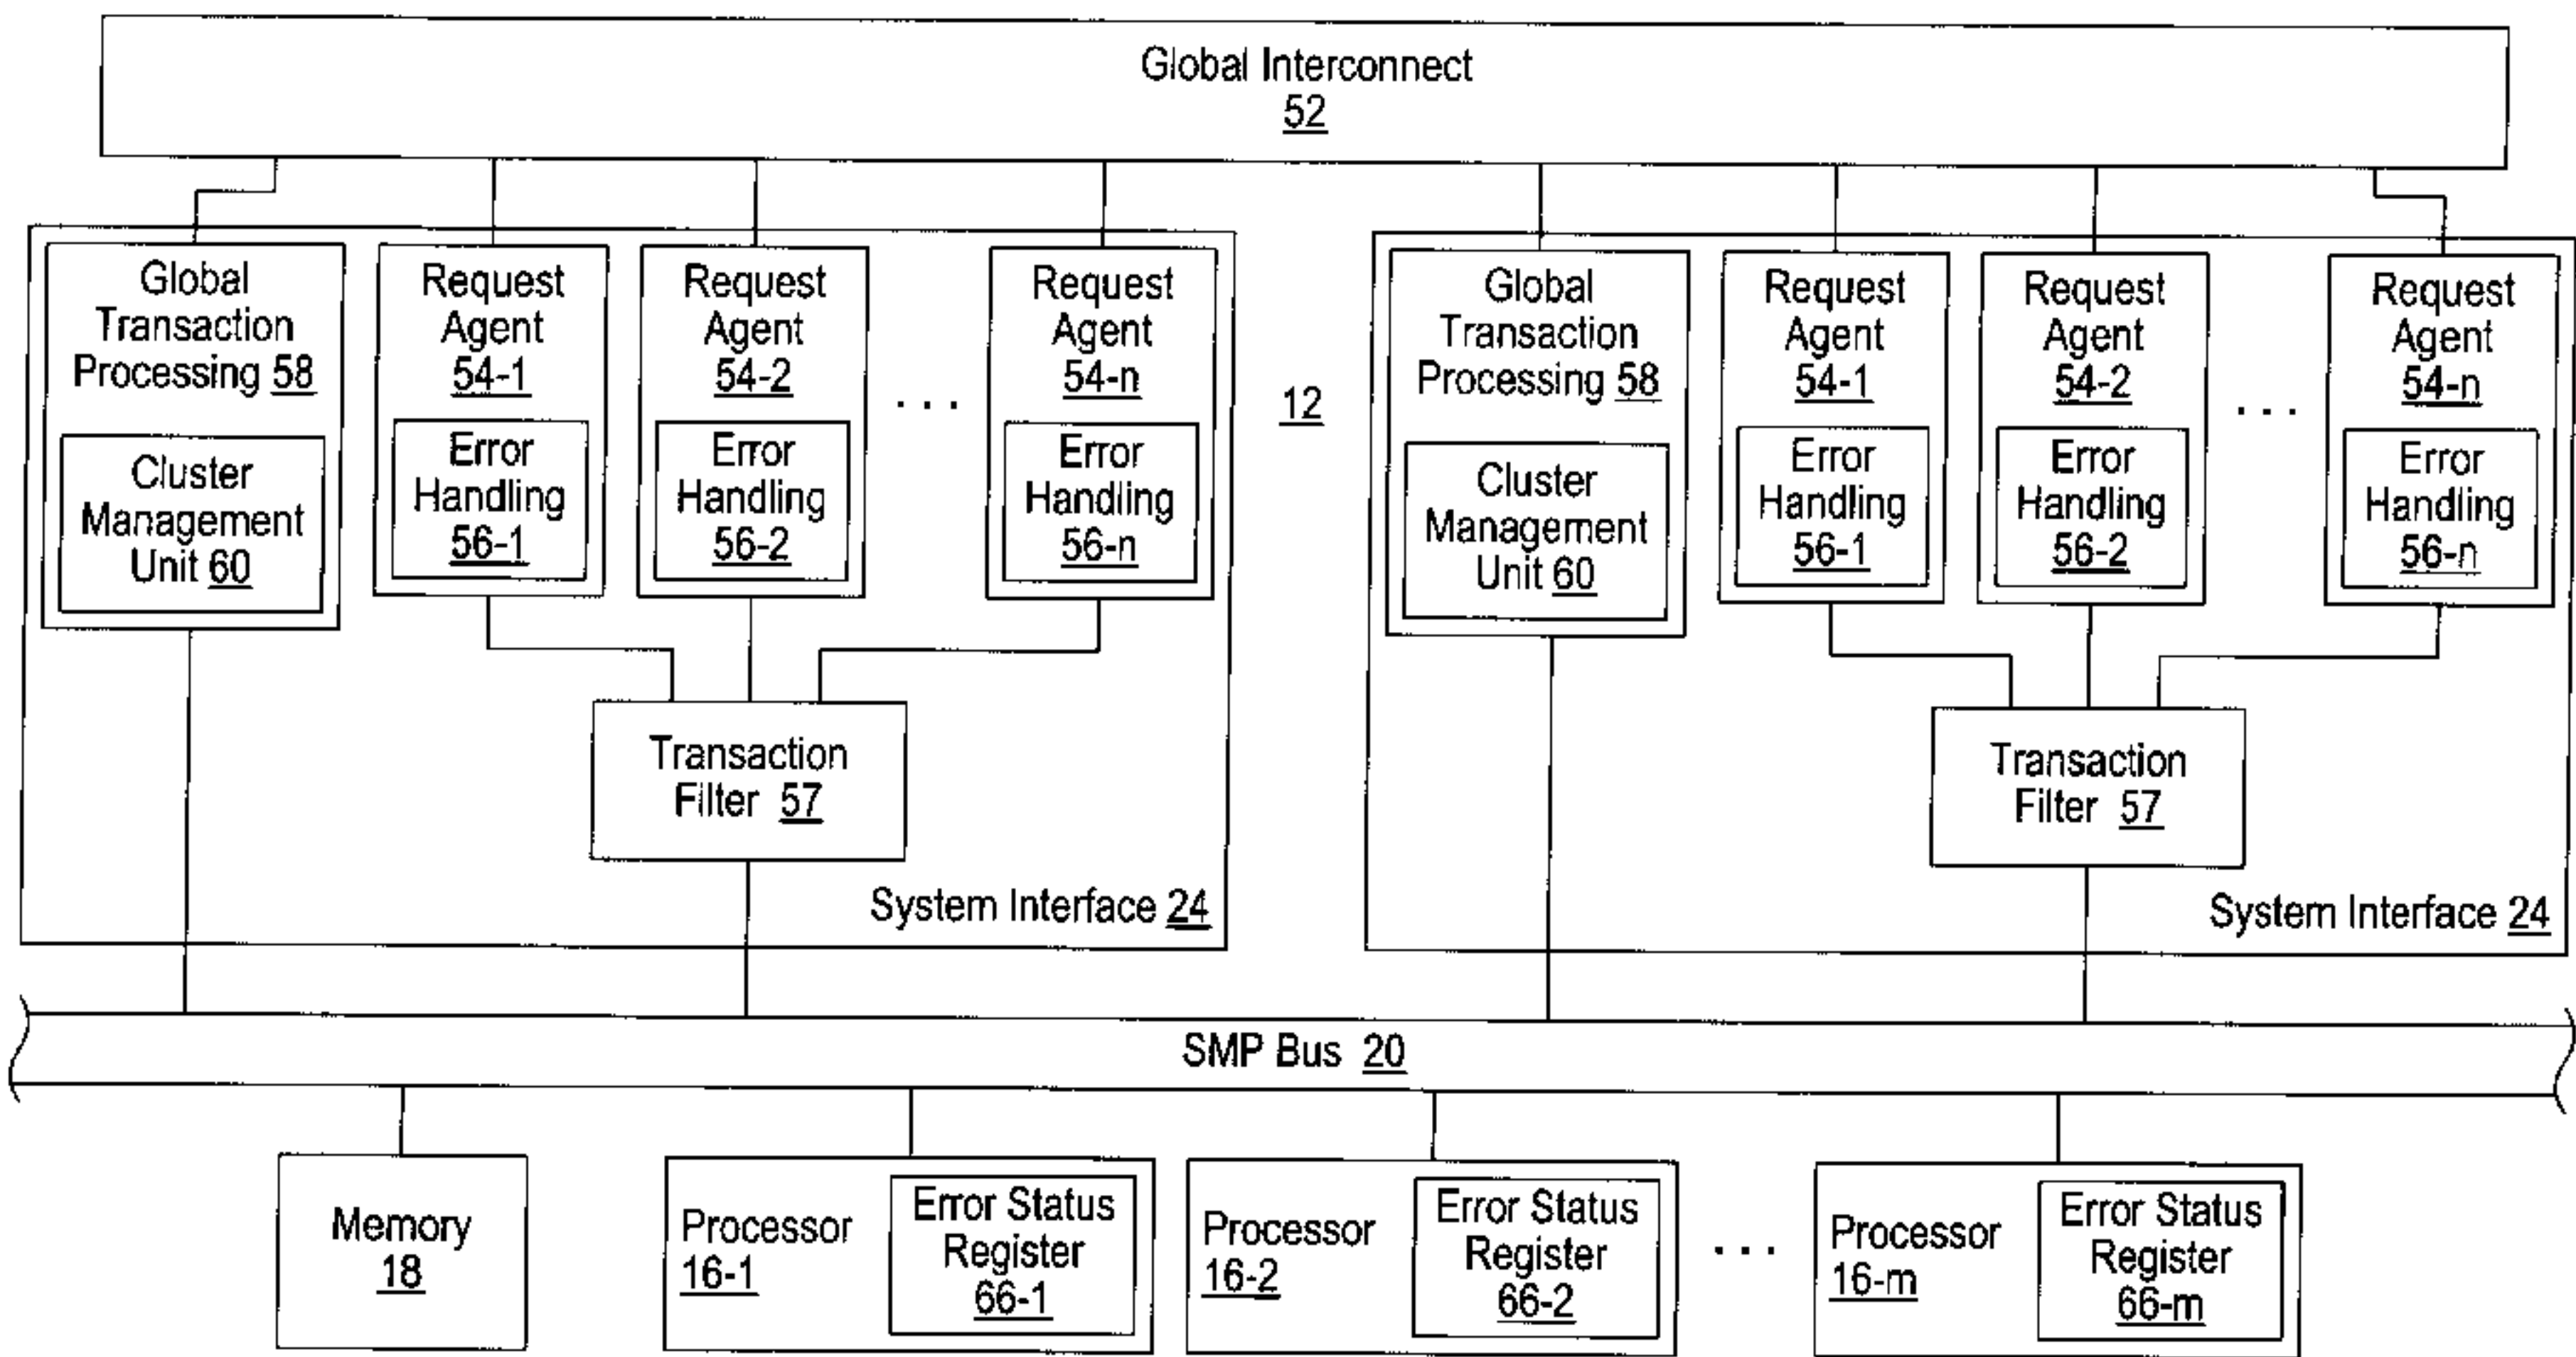 Global Interconnect
52
Global
Transaction
Processing 58
Cluster
Management
Unit 60
Request
Agent
54-1
Error
Handling
56-1
Request
Agent
54-2
Error
Handling
56-2
. . .
Request
Agent
54-n
Error
Handling
56-n
Transaction
Filter 57
System Interface 24
12
Global
Transaction
Processing 58
Cluster
Management
Unit 60
Request
Agent
54-1
Error
Handling
56-1
Request
Agent
54-2
Error
Handling
56-2
. . .
Request
Agent
54-n
Error
Handling
56-n
Transaction
Filter 57
System Interface 24
SMP Bus 20
Memory
18
Processor
16-1
Error Status
Register
66-1
Processor
16-2
Error Status
Register
66-2
. . .
Processor
16-m
Error Status
Register
66-m